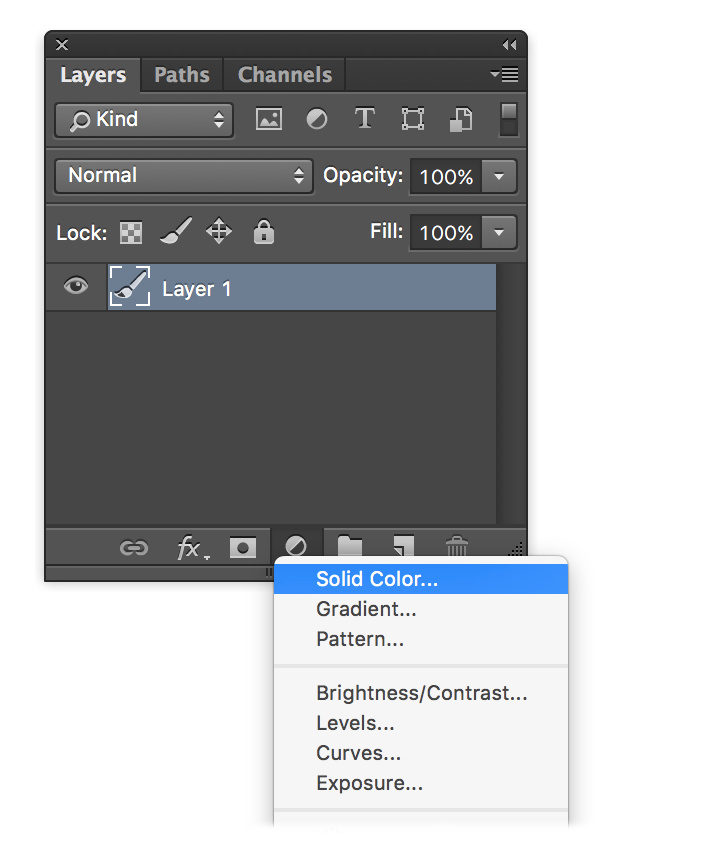 Layers Paths Channels
Kind T
Normal Opacity: 100%
Lock: Fill: 100%
Layer 1
fx
Solid Color...
Gradient...
Pattern...
Brightness/Contrast...
Levels...
Curves...
Exposure...